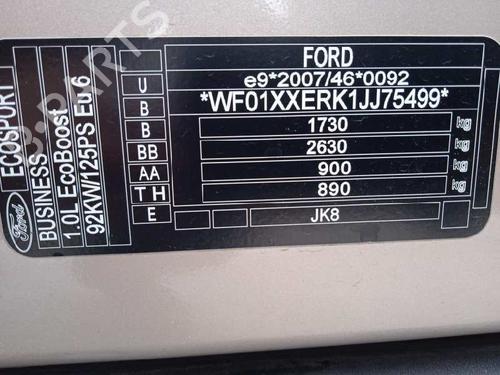 FORD
e9*2007/46*0092
*WF01XXERK1JJ75499*
1730 kg
2630 kg
900 kg
890 kg
JK8
U
B
B
BB
AA
T H
E
ECOSPORT
BUSINESS
1.0L EcoBoost
92KW/125PS Eu 6
Ford